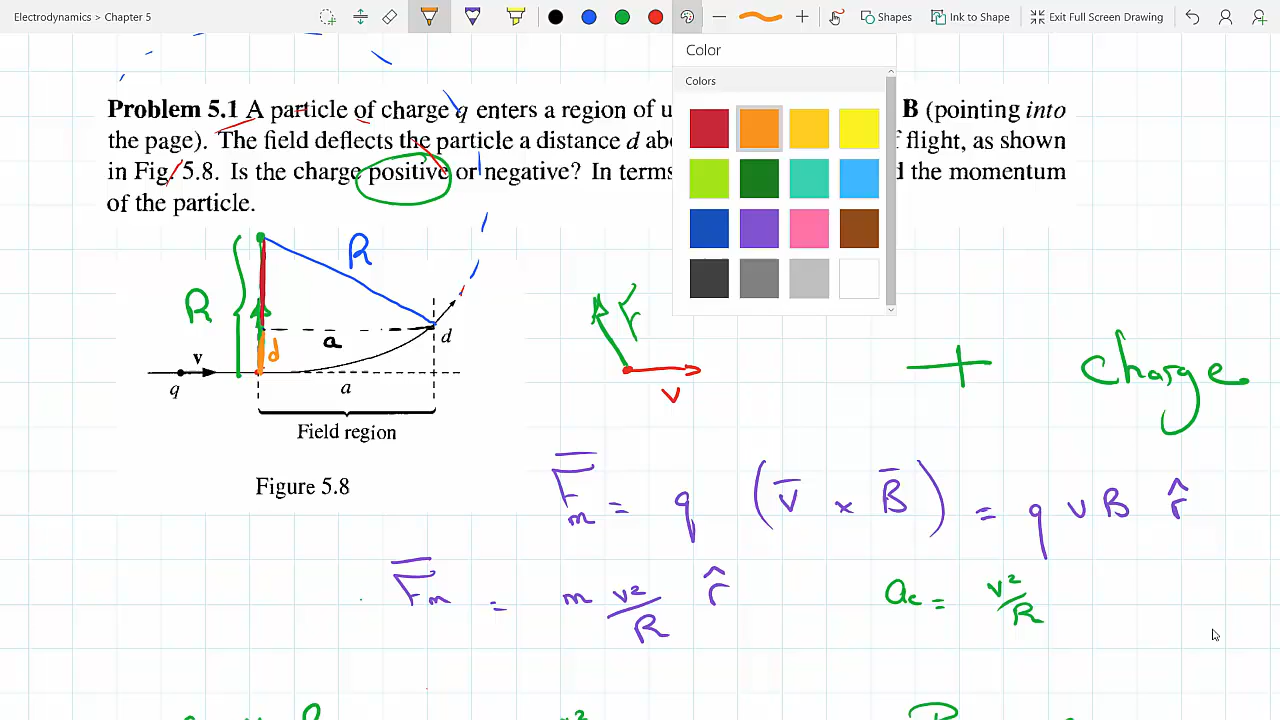 Electrodynamics > Chapter 5
Shapes
Ink to Shape
Exit Full Screen Drawing
Color
Colors
Problem 5.1 A particle of charge q enters a region of u B (pointing into
the page). The field deflects the particle a distance d abo of flight, as shown
in Fig. 5.8. Is the charge positive or negative? In terms d the momentum
of the particle.
R
R
d
a
v
q
a
d
Field region
Figure 5.8
r
v
+ charge
F̅m = q (v̅ × B̅) = q v B r̂
F̅m = m v²/R r̂
ac = v²/R